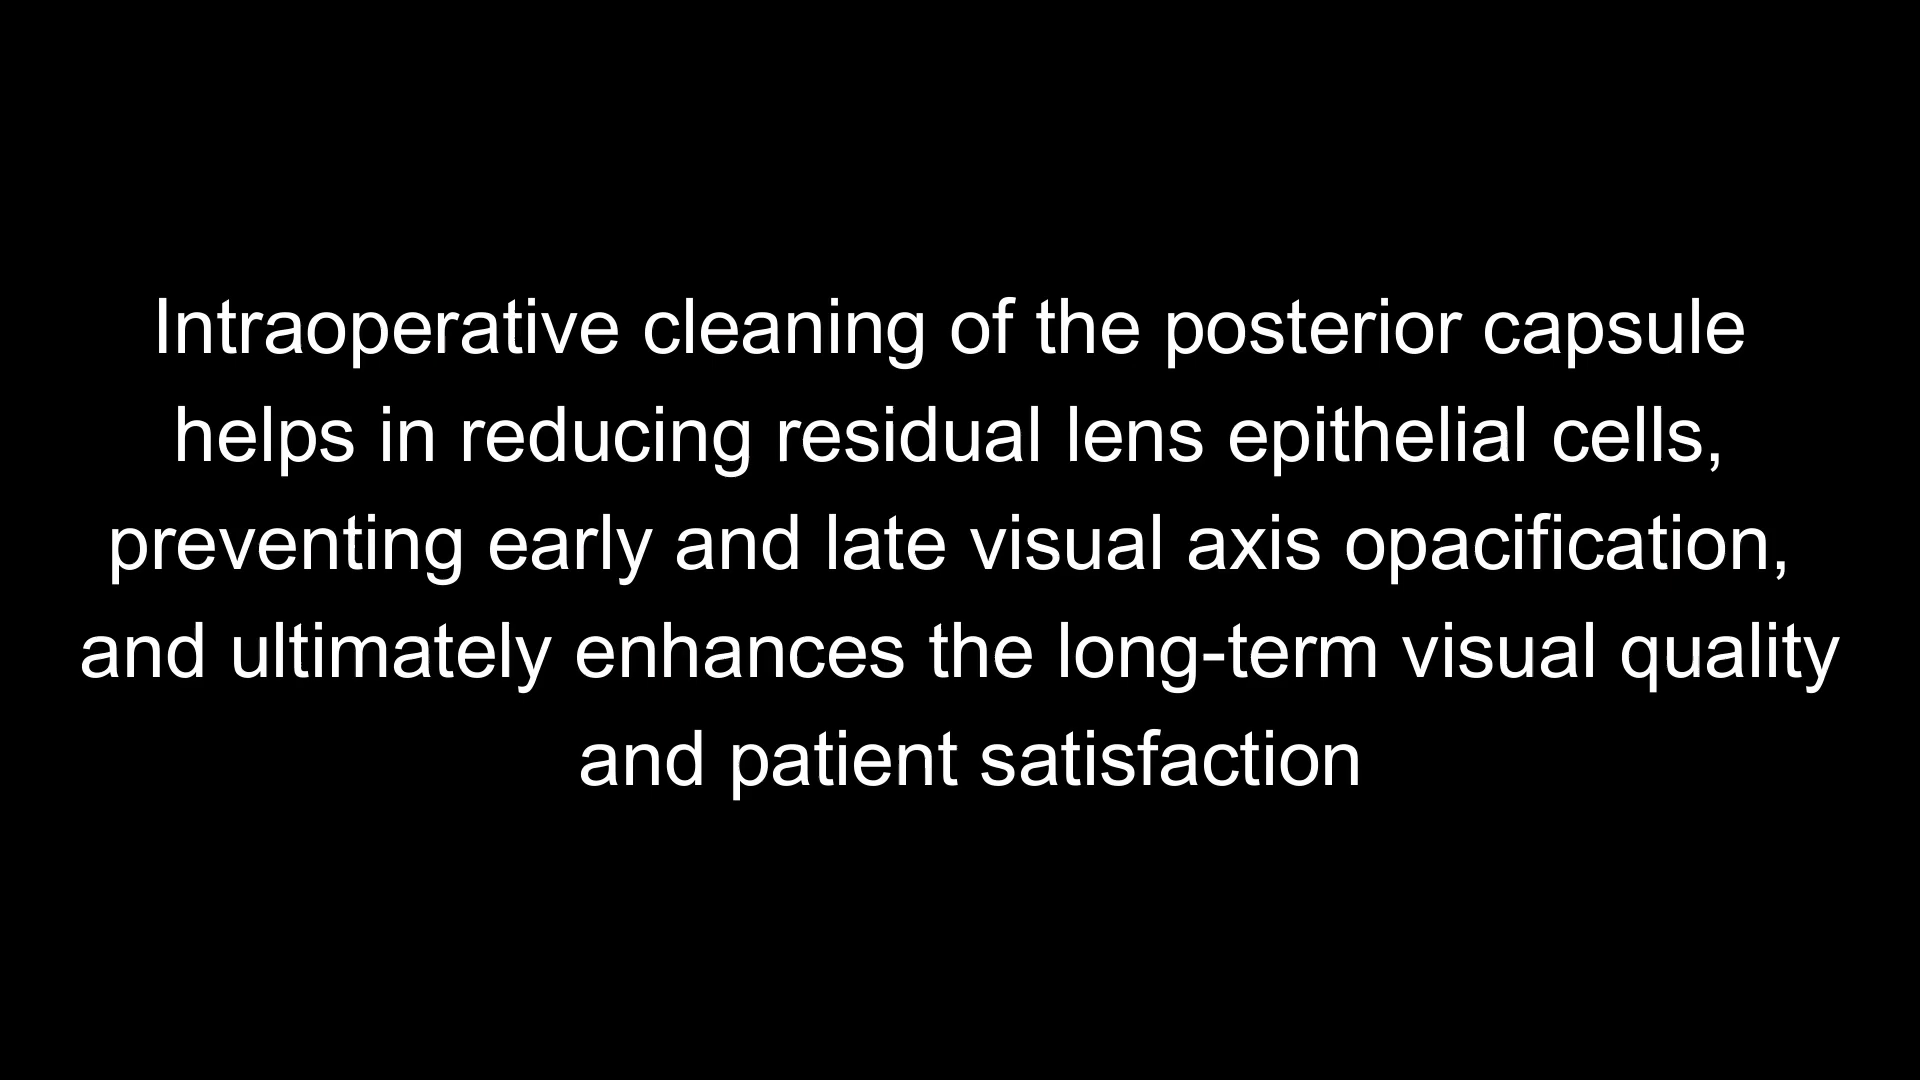 Intraoperative cleaning of the posterior capsule
helps in reducing residual lens epithelial cells,
preventing early and late visual axis opacification,
and ultimately enhances the long-term visual quality
and patient satisfaction